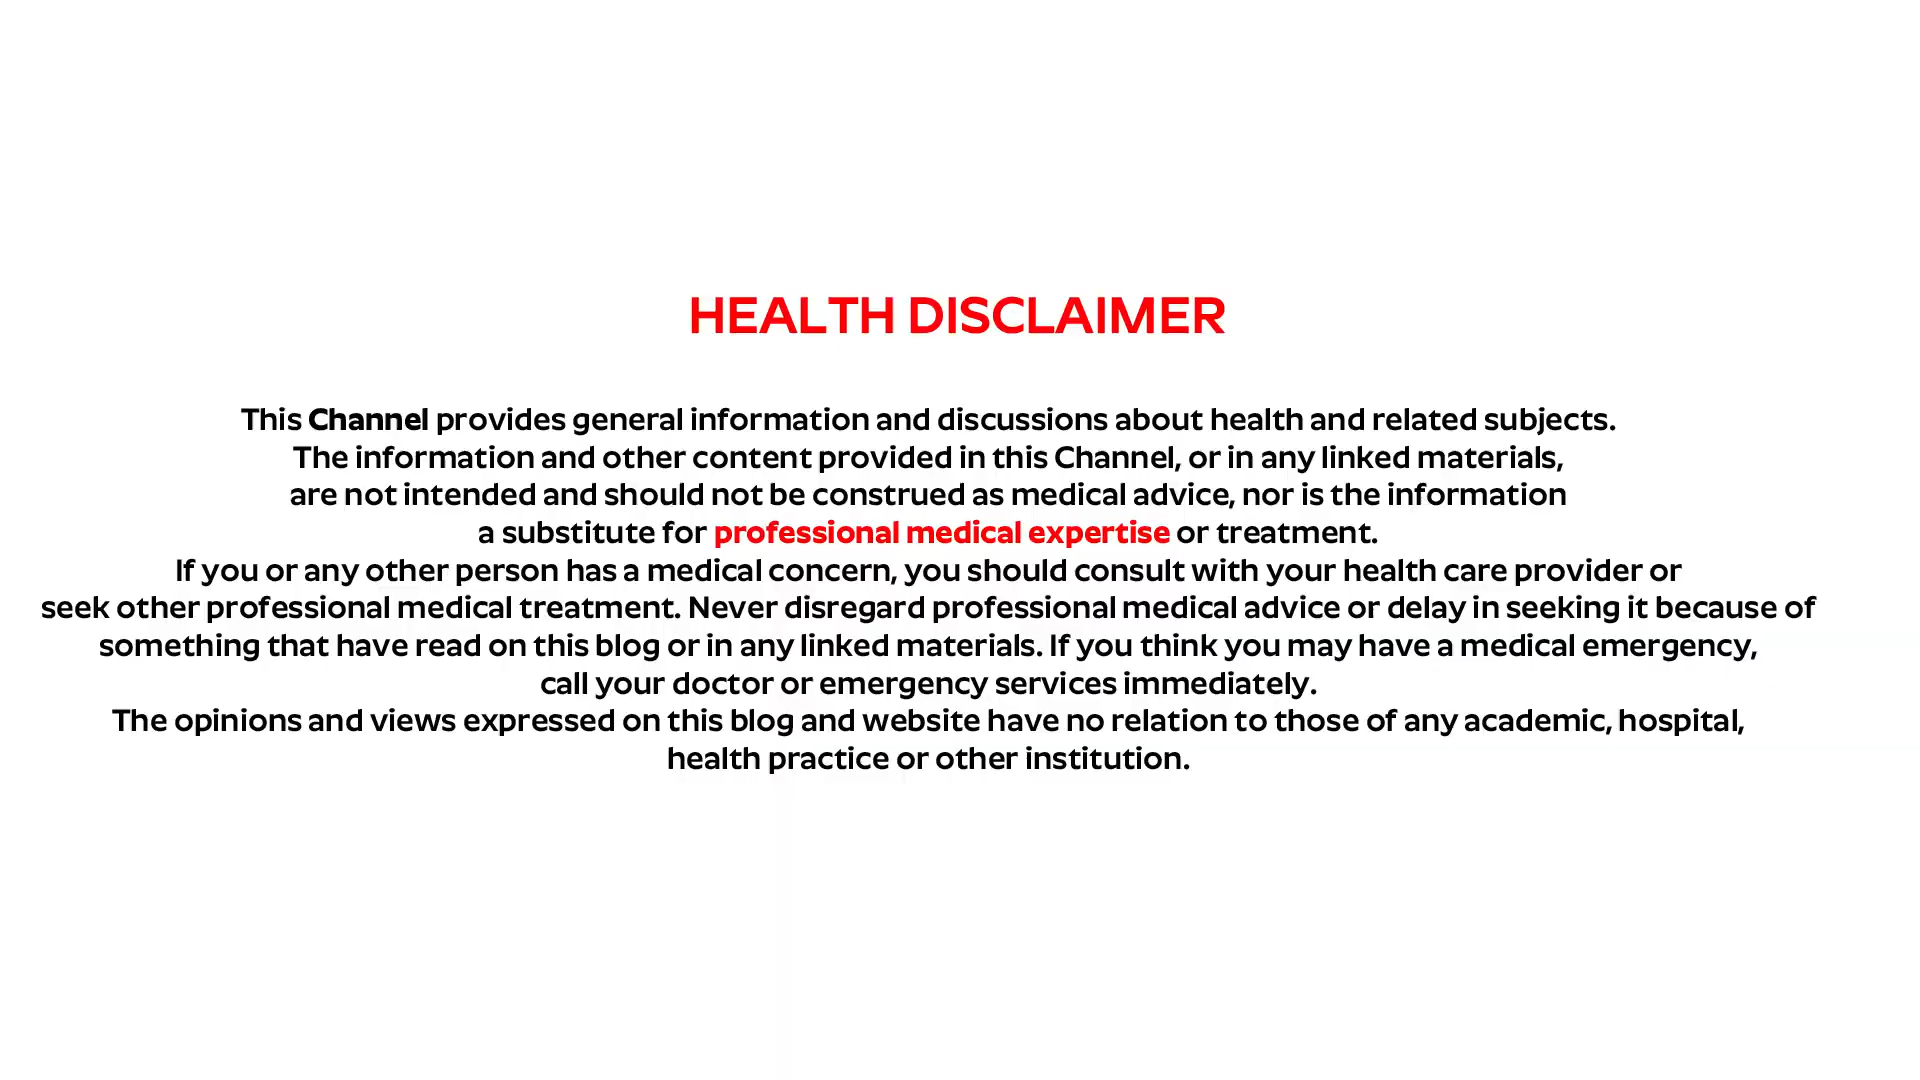 HEALTH DISCLAIMER
This Channel provides general information and discussions about health and related subjects.
The information and other content provided in this Channel, or in any linked materials,
are not intended and should not be construed as medical advice, nor is the information
a substitute for professional medical expertise or treatment.
If you or any other person has a medical concern, you should consult with your health care provider or
seek other professional medical treatment. Never disregard professional medical advice or delay in seeking it because of
something that have read on this blog or in any linked materials. If you think you may have a medical emergency,
call your doctor or emergency services immediately.
The opinions and views expressed on this blog and website have no relation to those of any academic, hospital,
health practice or other institution.